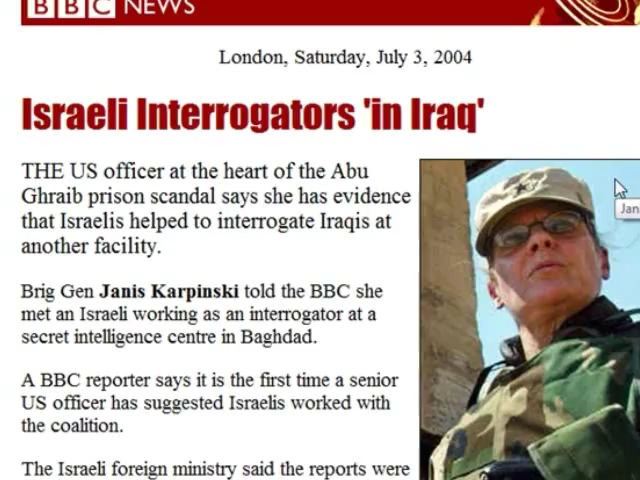 BBC NEWS
London, Saturday, July 3, 2004
Israeli Interrogators 'in Iraq'
THE US officer at the heart of the Abu
Ghraib prison scandal says she has evidence
that Israelis helped to interrogate Iraqis at
another facility.
Jan
Brig Gen Janis Karpinski told the BBC she
met an Israeli working as an interrogator at a
secret intelligence centre in Baghdad.
A BBC reporter says it is the first time a senior
US officer has suggested Israelis worked with
the coalition.
The Israeli foreign ministry said the reports were